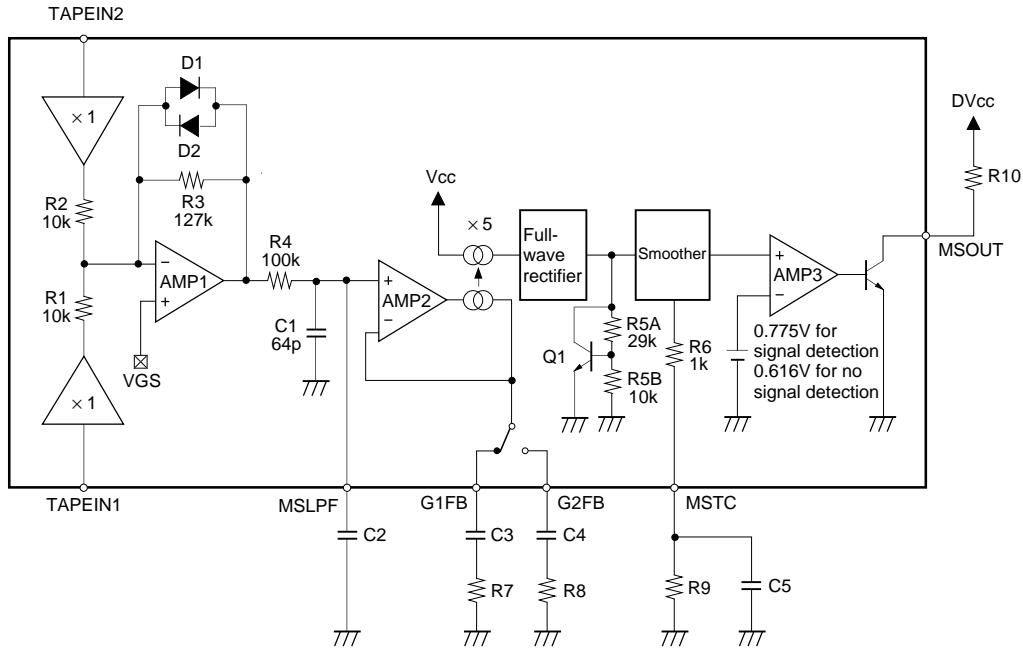 TAPEIN2
D1
× 1
D2
DVcc
R10
Vcc
× 5
R2
10k
R3
127k
Full-
wave
rectifier
Smoother
MSOUT
R4
100k
AMP1
AMP2
AMP3
R1
10k
C1
64p
VGS
Q1
R5A
29k
R5B
10k
R6
1k
0.775V for
signal detection
0.616V for no
signal detection
× 1
TAPEIN1
MSLPF
G1FB
G2FB
MSTC
C2
C3
C4
R7
R8
R9
C5
−
+
+
−
+
−